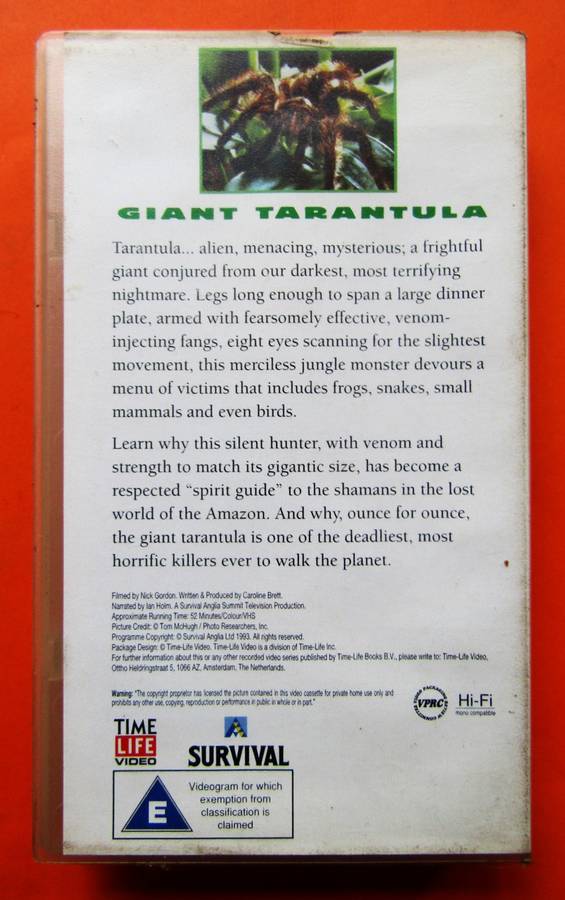 GIANT TARANTULA
Tarantula... alien, menacing, mysterious; a frightful
giant conjured from our darkest, most terrifying
nightmare. Legs long enough to span a large dinner
plate, armed with fearsomely effective, venom-
injecting fangs, eight eyes scanning for the slightest
movement, this merciless jungle monster devours a
menu of victims that includes frogs, snakes, small
mammals and even birds.
Learn why this silent hunter, with venom and
strength to match its gigantic size, has become a
respected “spirit guide” to the shamans in the lost
world of the Amazon. And why, ounce for ounce,
the giant tarantula is one of the deadliest, most
horrific killers ever to walk the planet.
Filmed by Nick Gordon. Written & Produced by Caroline Brett.
Narrated by Ian Holm. A Survival Anglia Summit Television Production.
Approximate Running Time: 52 Minutes/Colour/VHS
Picture Credit: © Tom McHugh / Photo Researchers, Inc.
Programme Copyright: © Survival Anglia Ltd 1993. All rights reserved.
Package Design: © Time-Life Video. Time-Life Video is a division of Time-Life Inc.
For further information about this or any other recorded video series published by Time-Life Books B.V., please write to: Time-Life Video,
Ottho Heldringstraat 5, 1066 AZ, Amsterdam, The Netherlands.
Warning: "The copyright proprietor has licensed the picture contained in this video cassette for private home use only and
prohibits any other use, copying, reproduction or performance in public in whole or in part."
VPRC
Hi-Fi
mono compatible
TIME
LIFE
VIDEO
SURVIVAL
E
Videogram for which
exemption from
classification is
claimed